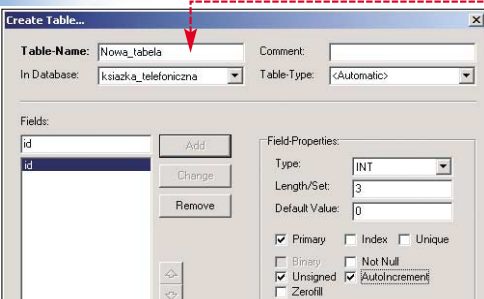 Create Table...
Table-Name: Nowa_tabela Comment:
In Database: ksiazka_telefoniczna Table-Type: <Automatic>
Fields:
id Add Field-Properties:
id Type: INT
Change Length/Set: 3
Remove Default Value: 0
Primary Index Unique
Binary Not Null
Unsigned AutoIncrement
Zerofill